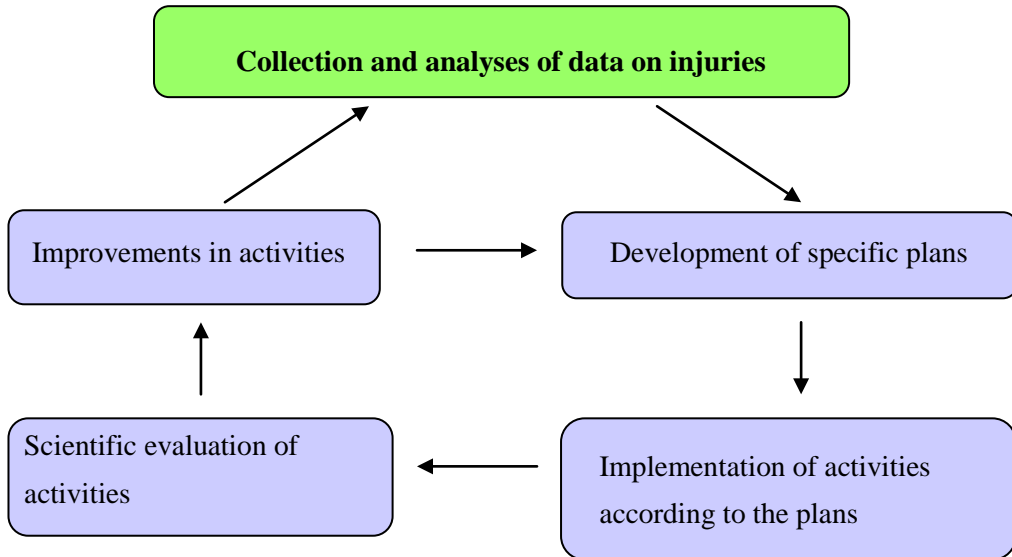 Collection and analyses of data on injuries
Improvements in activities
Development of specific plans
Scientific evaluation of
activities
Implementation of activities
according to the plans